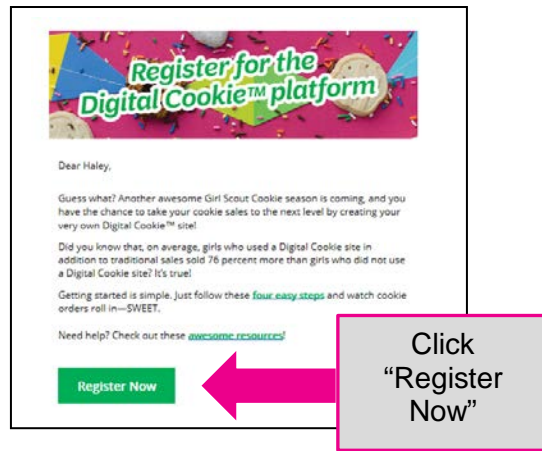 Register for the
Digital Cookie™ platform
Dear Haley,
Guess what? Another awesome Girl Scout Cookie season is coming, and you
have the chance to take your cookie sales to the next level by creating your
very own Digital Cookie™ site!
Did you know that, on average, girls who used a Digital Cookie site in
addition to traditional sales sold 76 percent more than girls who did not use
a Digital Cookie site? It's true!
Getting started is simple. Just follow these four easy steps and watch cookie
orders roll in—SWEET.
Need help? Check out these awesome resources!
Register Now
Click
“Register
Now”